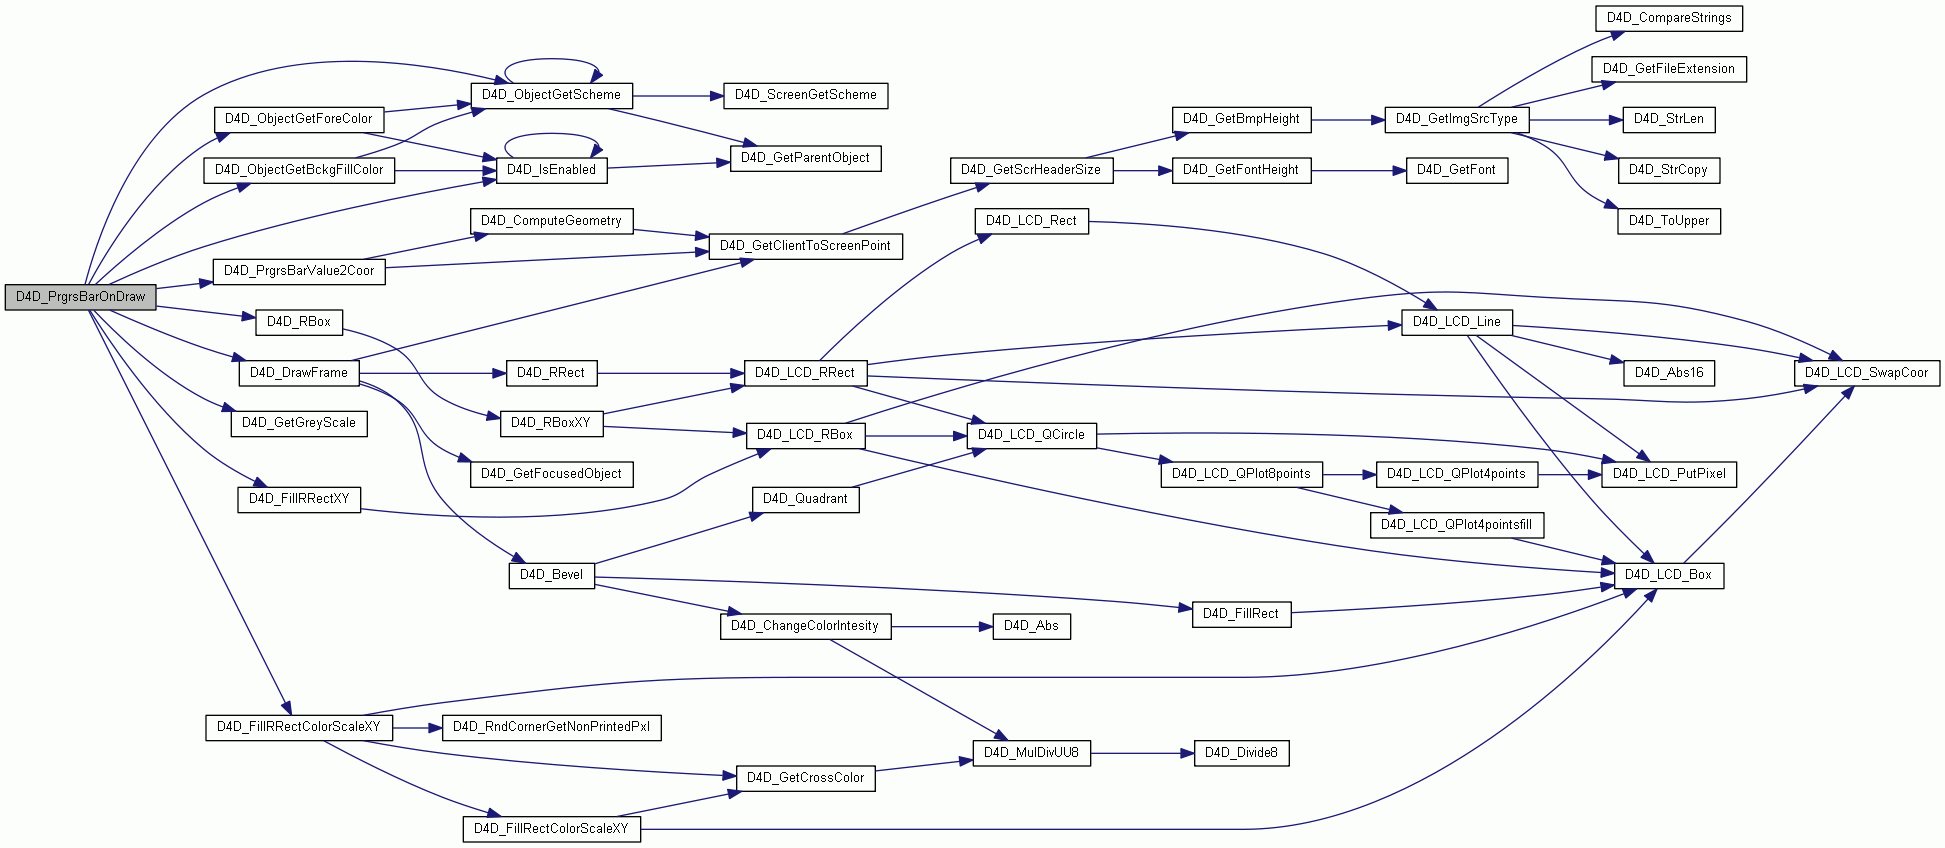 D4D_CompareStrings
D4D_GetFileExtension
D4D_ObjectGetScheme
D4D_ScreenGetScheme
D4D_ObjectGetForeColor
D4D_GetBmpHeight
D4D_GetImgSrcType
D4D_StrLen
D4D_GetParentObject
D4D_ObjectGetBckgFillColor
D4D_IsEnabled
D4D_GetScrHeaderSize
D4D_GetFontHeight
D4D_GetFont
D4D_StrCopy
D4D_ComputeGeometry
D4D_LCD_Rect
D4D_ToUpper
D4D_GetClientToScreenPoint
D4D_PrgrsBarValue2Coor
D4D_PrgrsBarOnDraw
D4D_RBox
D4D_LCD_Line
D4D_DrawFrame
D4D_RRect
D4D_LCD_RRect
D4D_Abs16
D4D_LCD_SwapCoor
D4D_GetGreyScale
D4D_RBoxXY
D4D_LCD_RBox
D4D_LCD_QCircle
D4D_GetFocusedObject
D4D_LCD_QPlot8points
D4D_LCD_QPlot4points
D4D_LCD_PutPixel
D4D_FillRRectXY
D4D_Quadrant
D4D_LCD_QPlot4pointsfill
D4D_Bevel
D4D_LCD_Box
D4D_FillRect
D4D_ChangeColorIntesity
D4D_Abs
D4D_FillRRectColorScaleXY
D4D_RndCornerGetNonPrintedPxl
D4D_MulDivUU8
D4D_Divide8
D4D_GetCrossColor
D4D_FillRectColorScaleXY